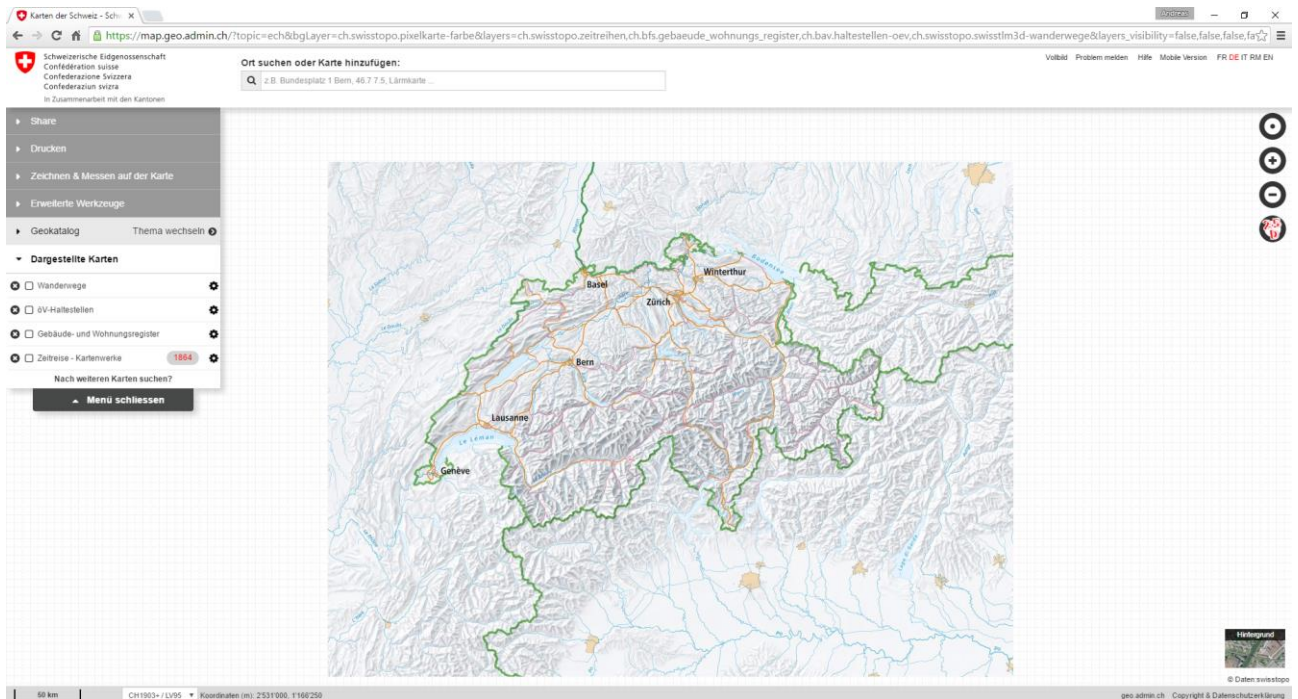 Karten der Schweiz - Schw
Andreas
https://map.geo.admin.ch/?topic=ech&bgLayer=ch.swisstopo.pixelkarte-farbe&layers=ch.swisstopo.zeitreihen,ch.bfs.gebaeude_wohnungs_register,ch.bav.haltestellen-oev,ch.swisstopo.swisstlm3d-wanderwege&layers_visibility=false,false,false,fa
Schweizerische Eidgenossenschaft
Confédération suisse
Confederazione Svizzera
Confederaziun svizra
In Zusammenarbeit mit den Kantonen
Ort suchen oder Karte hinzufügen:
z.B. Bundesplatz 1 Bern, 46.7 7.5, Lärmkarte ...
Vollbild Problem melden Hilfe Mobile Version FR DE IT RM EN
Share
Drucken
Zeichnen & Messen auf der Karte
Erweiterte Werkzeuge
Geokatalog Thema wechseln
Dargestellte Karten
Wanderwege
öV-Haltestellen
Gebäude- und Wohnungsregister
Zeitreise - Kartenwerke 1864
Nach weiteren Karten suchen?
Menü schliessen
Bodensee
Winterthur
Basel
Zürich
Bern
Lausanne
Le Léman
Genève
Hintergrund
© Daten:swisstopo
50 km
CH1903+ / LV95 Koordinaten (m): 2'531'000, 1'166'250
geo.admin.ch Copyright & Datenschutzerklärung